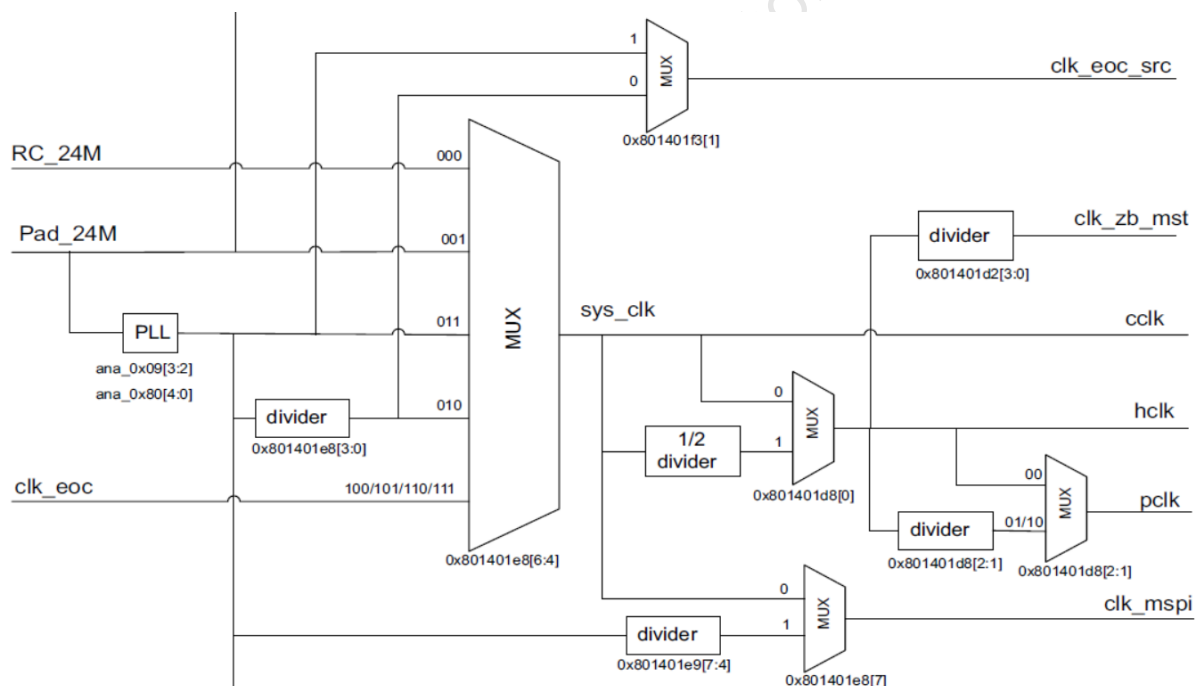 1
MUX
clk_eoc_src
0
0x801401f3[1]
RC_24M
000
Pad_24M
001
divider
clk_zb_mst
0x801401d2[3:0]
PLL
011
MUX
sys_clk
cclk
ana_0x09[3:2]
ana_0x80[4:0]
divider
010
0x801401e8[3:0]
0
MUX
hclk
1/2
divider
1
0x801401d8[0]
clk_eoc
100/101/110/111
0x801401e8[6:4]
00
MUX
pclk
divider
01/10
0x801401d8[2:1]
0x801401d8[2:1]
0
MUX
clk_mspi
divider
1
0x801401e9[7:4]
0x801401e8[7]